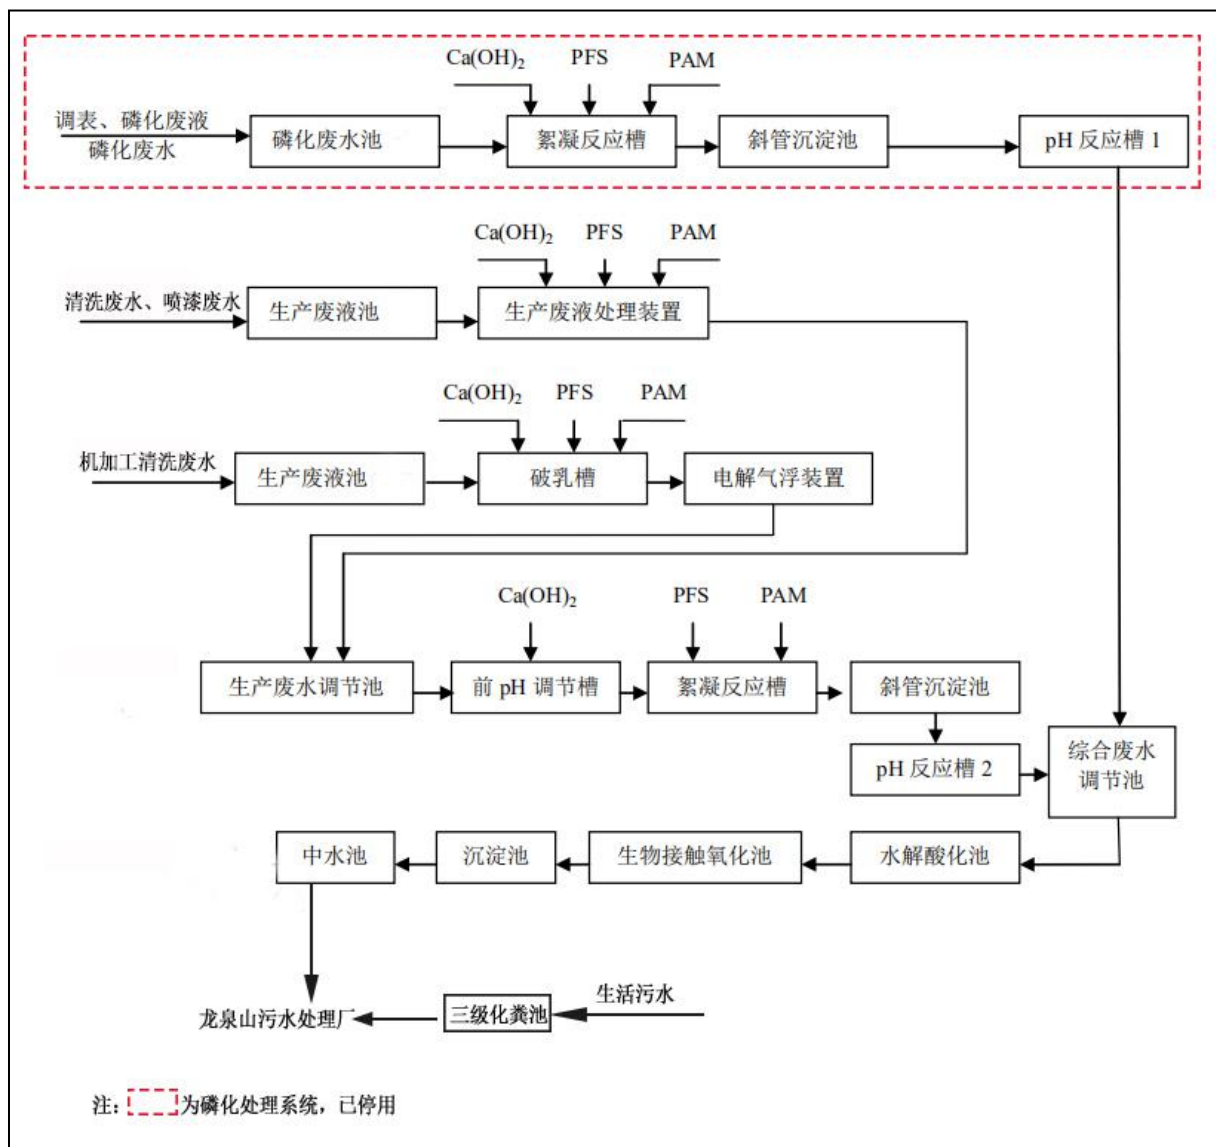 Ca(OH)₂ PFS PAM
调表、磷化废液
磷化废水
磷化废水池
絮凝反应槽
斜管沉淀池
pH 反应槽 1
Ca(OH)₂ PFS PAM
清洗废水、喷漆废水
生产废液池
生产废液处理装置
Ca(OH)₂ PFS PAM
机加工清洗废水
生产废液池
破乳槽
电解气浮装置
Ca(OH)₂ PFS PAM
生产废水调节池
前 pH 调节槽
絮凝反应槽
斜管沉淀池
pH 反应槽 2
综合废水
调节池
中水池
沉淀池
生物接触氧化池
水解酸化池
生活污水
龙泉山污水处理厂
三级化粪池
注：为磷化处理系统，已停用